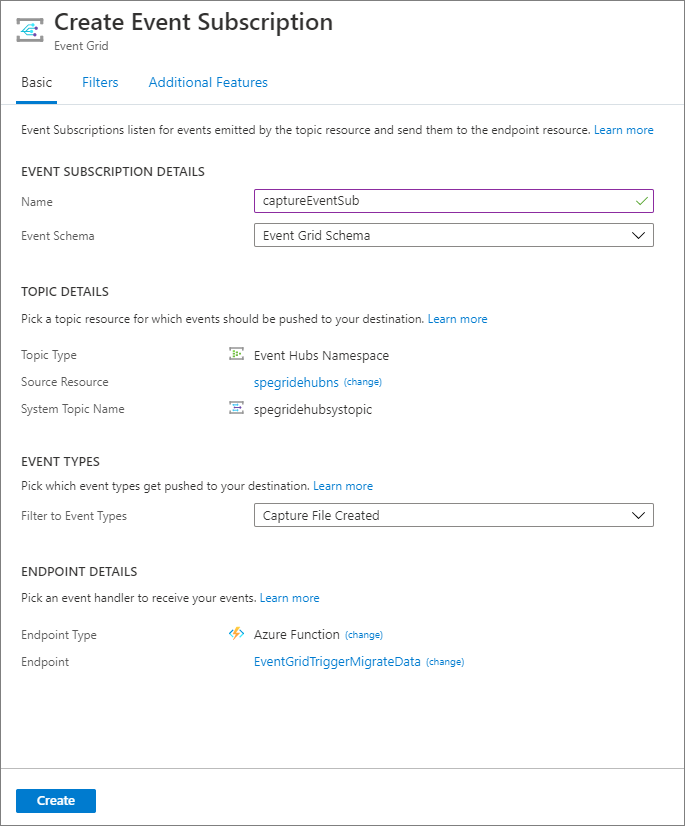 Create Event Subscription
Event Grid
Basic Filters Additional Features
Event Subscriptions listen for events emitted by the topic resource and send them to the endpoint resource. Learn more
EVENT SUBSCRIPTION DETAILS
Name captureEventSub
Event Schema Event Grid Schema
TOPIC DETAILS
Pick a topic resource for which events should be pushed to your destination. Learn more
Topic Type Event Hubs Namespace
Source Resource spegridehubns (change)
System Topic Name spegridehubsystopic
EVENT TYPES
Pick which event types get pushed to your destination. Learn more
Filter to Event Types Capture File Created
ENDPOINT DETAILS
Pick an event handler to receive your events. Learn more
Endpoint Type Azure Function (change)
Endpoint EventGridTriggerMigrateData (change)
Create